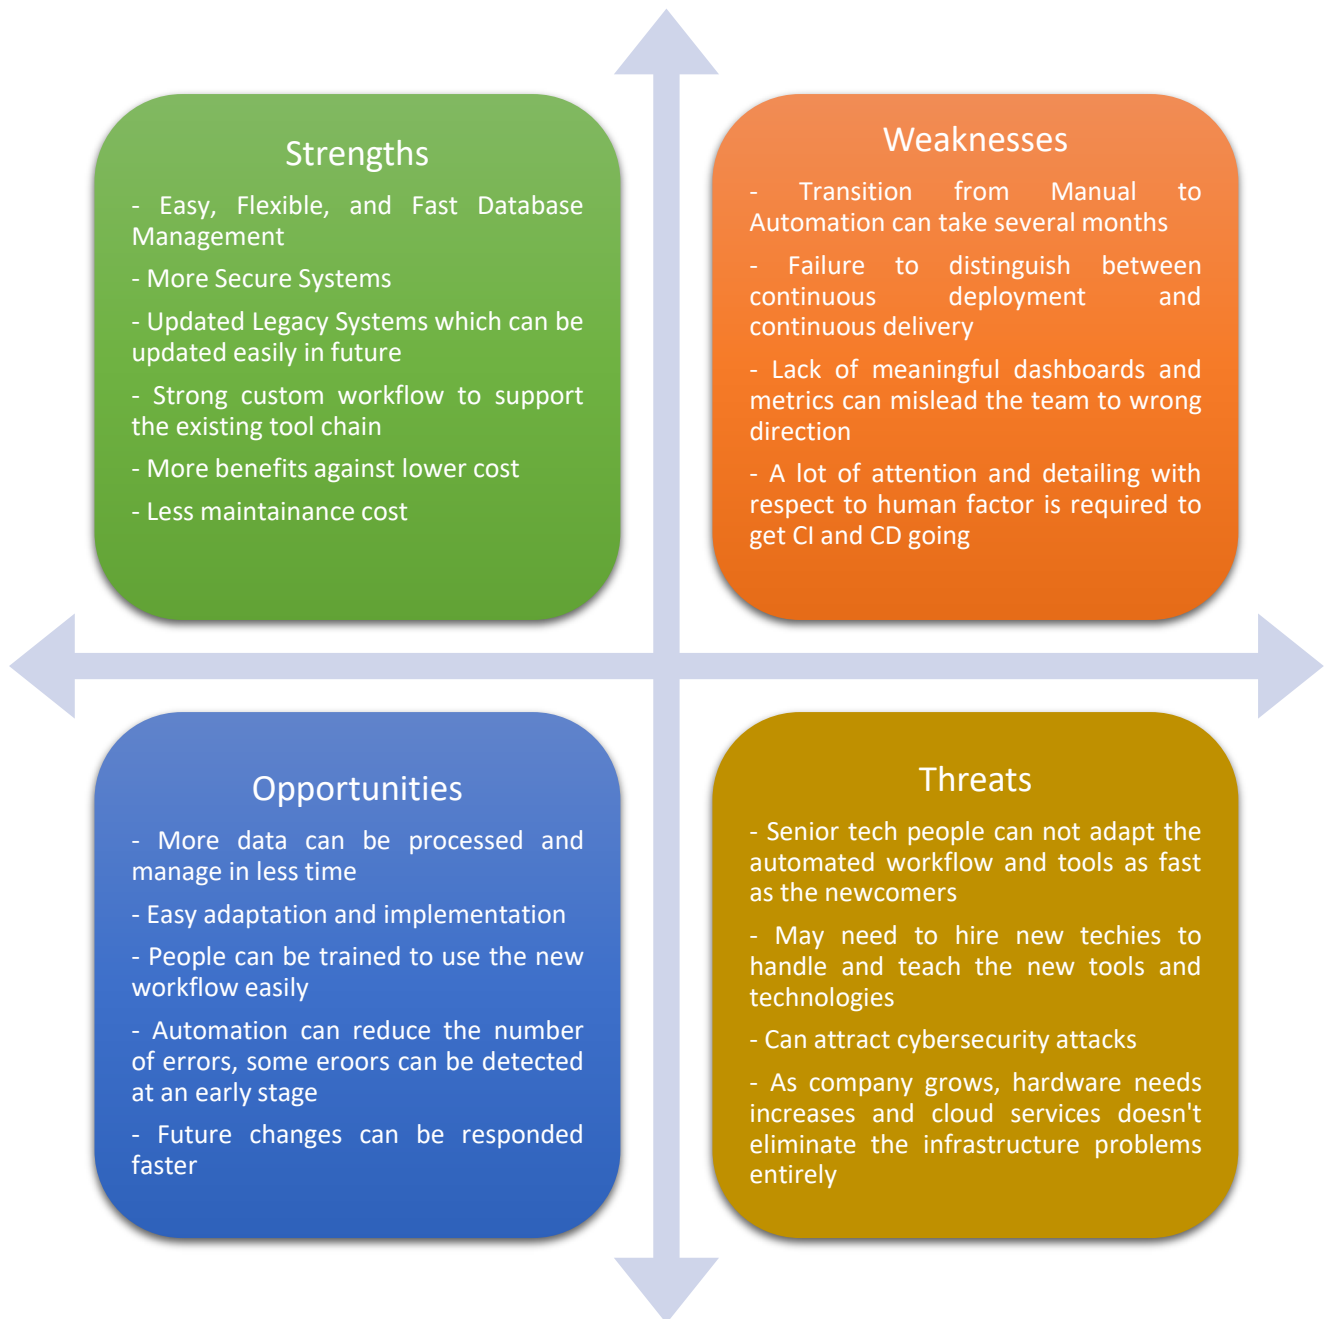 Strengths
- Easy, Flexible, and Fast Database
Management
- More Secure Systems
- Updated Legacy Systems which can be
updated easily in future
- Strong custom workflow to support
the existing tool chain
- More benefits against lower cost
- Less maintainance cost
Weaknesses
- Transition from Manual to
Automation can take several months
- Failure to distinguish between
continuous deployment and
continuous delivery
- Lack of meaningful dashboards and
metrics can mislead the team to wrong
direction
- A lot of attention and detailing with
respect to human factor is required to
get CI and CD going
Opportunities
- More data can be processed and
manage in less time
- Easy adaptation and implementation
- People can be trained to use the new
workflow easily
- Automation can reduce the number
of errors, some eroors can be detected
at an early stage
- Future changes can be responded
faster
Threats
- Senior tech people can not adapt the
automated workflow and tools as fast
as the newcomers
- May need to hire new techies to
handle and teach the new tools and
technologies
- Can attract cybersecurity attacks
- As company grows, hardware needs
increases and cloud services doesn't
eliminate the infrastructure problems
entirely